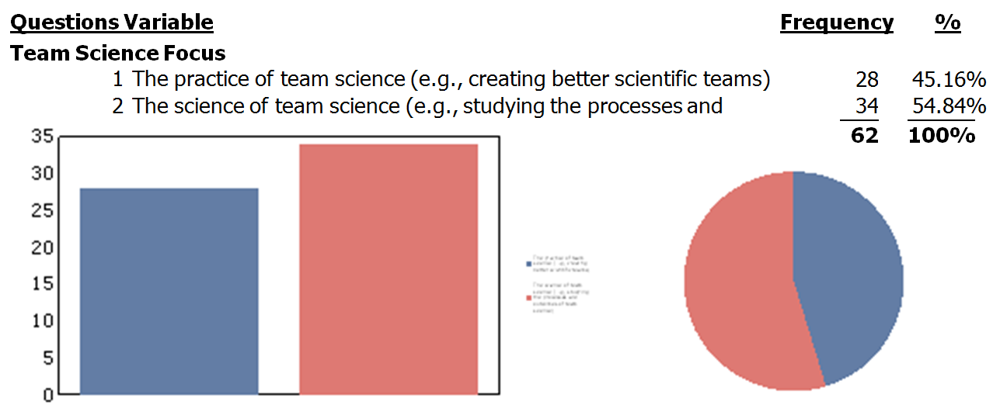 Questions Variable Frequency %
Team Science Focus
1 The practice of team science (e.g., creating better scientific teams) 28 45.16%
2 The science of team science (e.g., studying the processes and 34 54.84%
62 100%
35
30
25
20
15
10
5
0